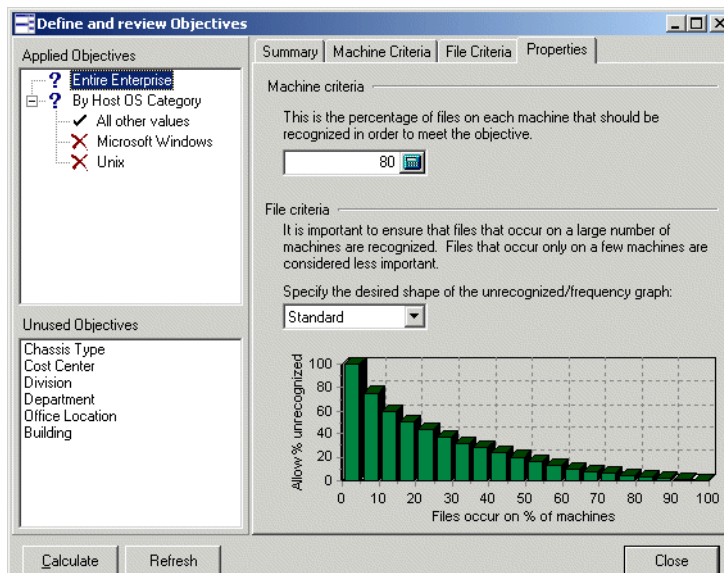 Define and review Objectives
Applied Objectives
? Entire Enterprise
? By Host OS Category
All other values
Microsoft Windows
Unix
Unused Objectives
Chassis Type
Cost Center
Division
Department
Office Location
Building
Summary
Machine Criteria
File Criteria
Properties
Machine criteria
This is the percentage of files on each machine that should be
recognized in order to meet the objective.
80
File criteria
It is important to ensure that files that occur on a large number of
machines are recognized. Files that occur only on a few machines are
considered less important.
Specify the desired shape of the unrecognized/frequency graph:
Standard
Allow % unrecognized
100
80
60
40
20
0
0 10 20 30 40 50 60 70 80 90 100
Files occur on % of machines
Calculate
Refresh
Close